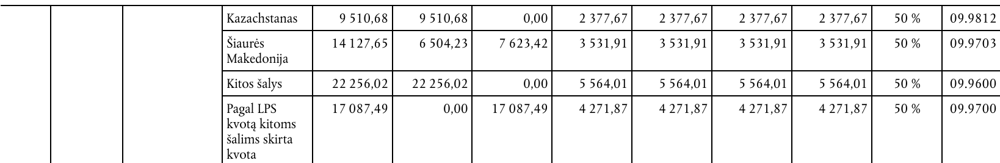 Kazachstanas 9 510,68 9 510,68 0,00 2 377,67 2 377,67 2 377,67 2 377,67 50 % 09.9812
Šiaurės 14 127,65 6 504,23 7 623,42 3 531,91 3 531,91 3 531,91 3 531,91 50 % 09.9703
Makedonija
Kitos šalys 22 256,02 22 256,02 0,00 5 564,01 5 564,01 5 564,01 5 564,01 50 % 09.9600
Pagal LPS 17 087,49 0,00 17 087,49 4 271,87 4 271,87 4 271,87 4 271,87 50 % 09.9700
kvotą kitoms
šalims skirta
kvota